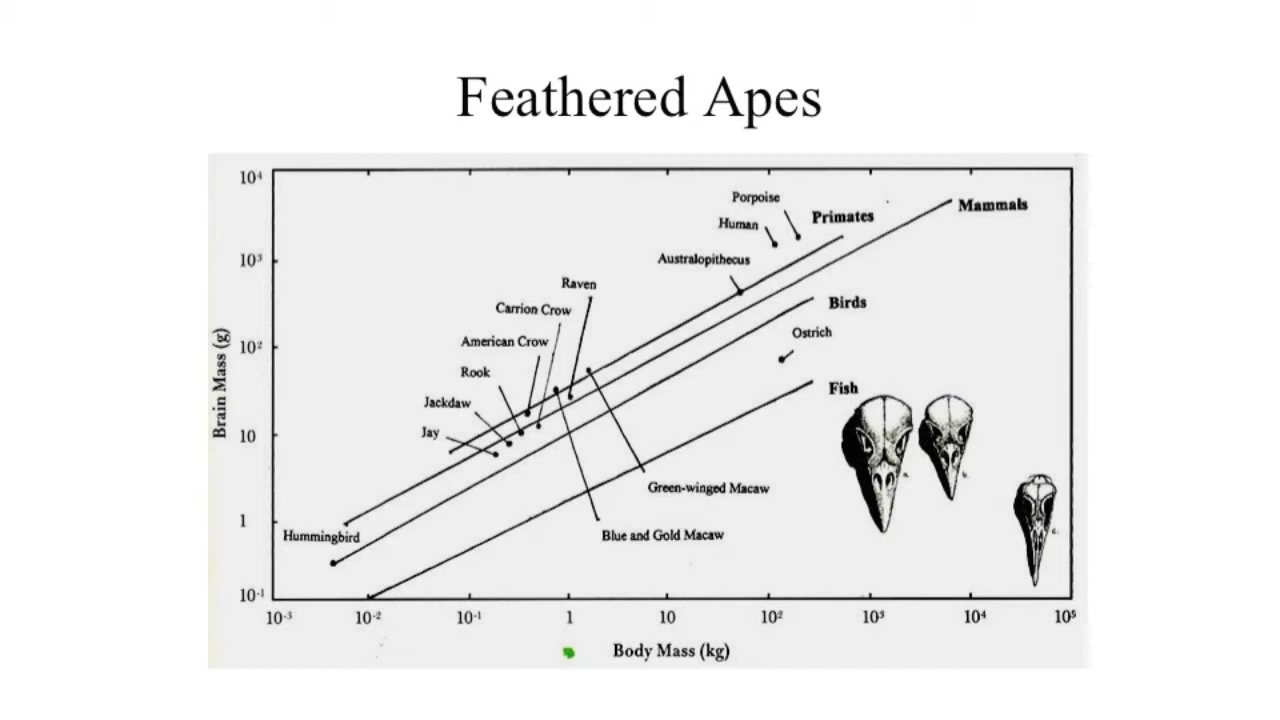 Feathered Apes
10⁴
10³
10²
10
1
10⁻¹
Brain Mass (g)
Porpoise
Human
Primates
Mammals
Australopithecus
Raven
Carrion Crow
American Crow
Rook
Jackdaw
Jay
Birds
Ostrich
Fish
Green-winged Macaw
Blue and Gold Macaw
Hummingbird
a.
b.
c.
10⁻³ 10⁻² 10⁻¹ 1 10 10² 10³ 10⁴ 10⁵
Body Mass (kg)